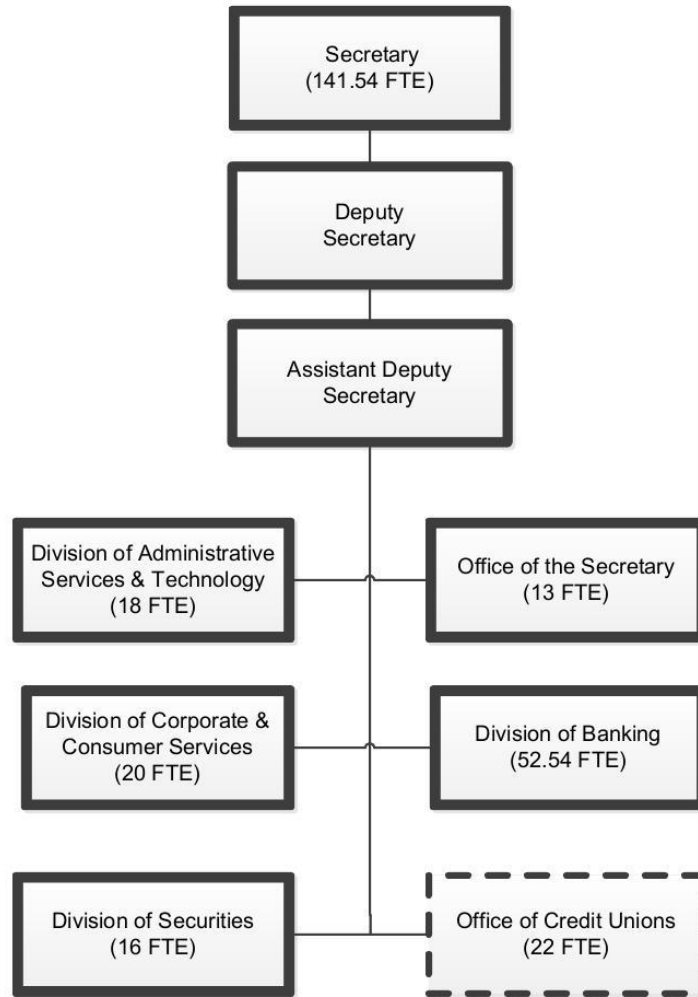 Secretary
(141.54 FTE)
Deputy
Secretary
Assistant Deputy
Secretary
Division of Administrative
Services & Technology
(18 FTE)
Office of the Secretary
(13 FTE)
Division of Corporate &
Consumer Services
(20 FTE)
Division of Banking
(52.54 FTE)
Division of Securities
(16 FTE)
Office of Credit Unions
(22 FTE)